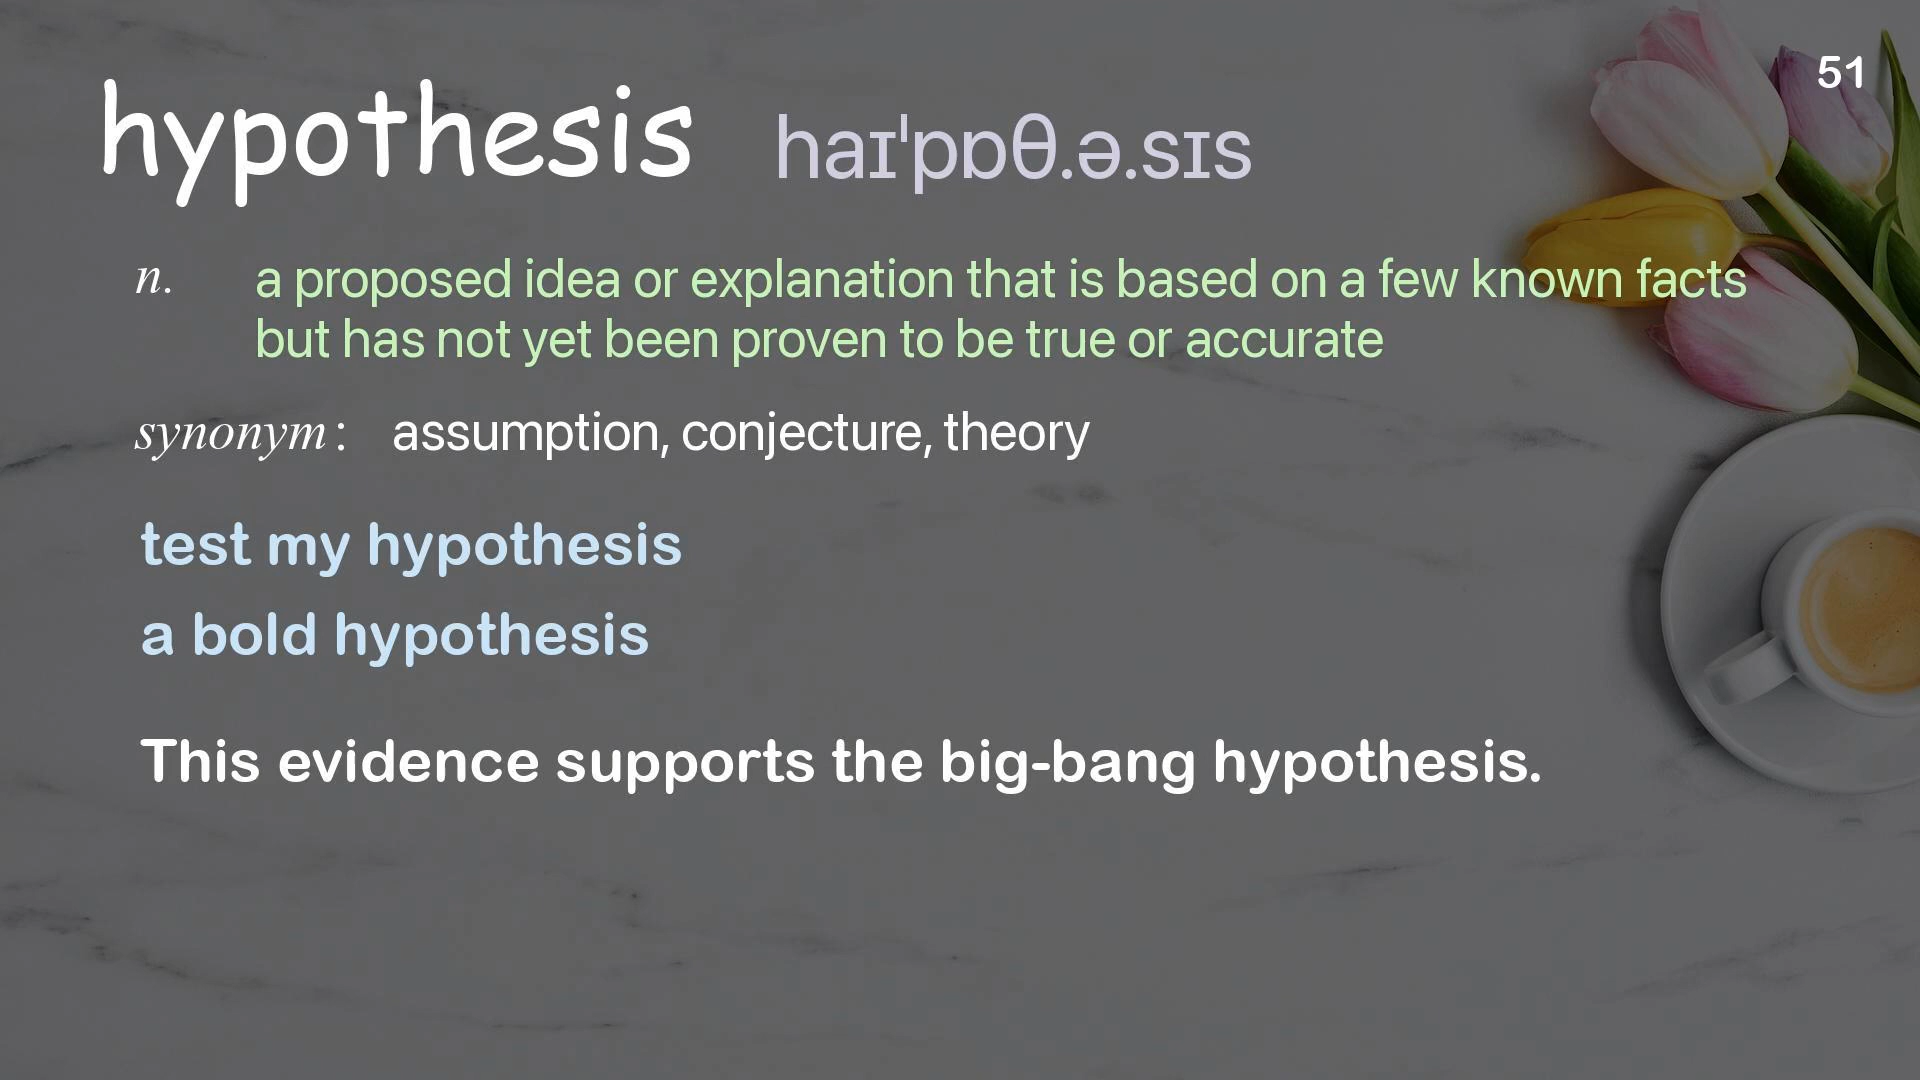 51
hypothesis haɪˈpɒθ.ə.sɪs
n. a proposed idea or explanation that is based on a few known facts
but has not yet been proven to be true or accurate
synonym: assumption, conjecture, theory
test my hypothesis
a bold hypothesis
This evidence supports the big-bang hypothesis.